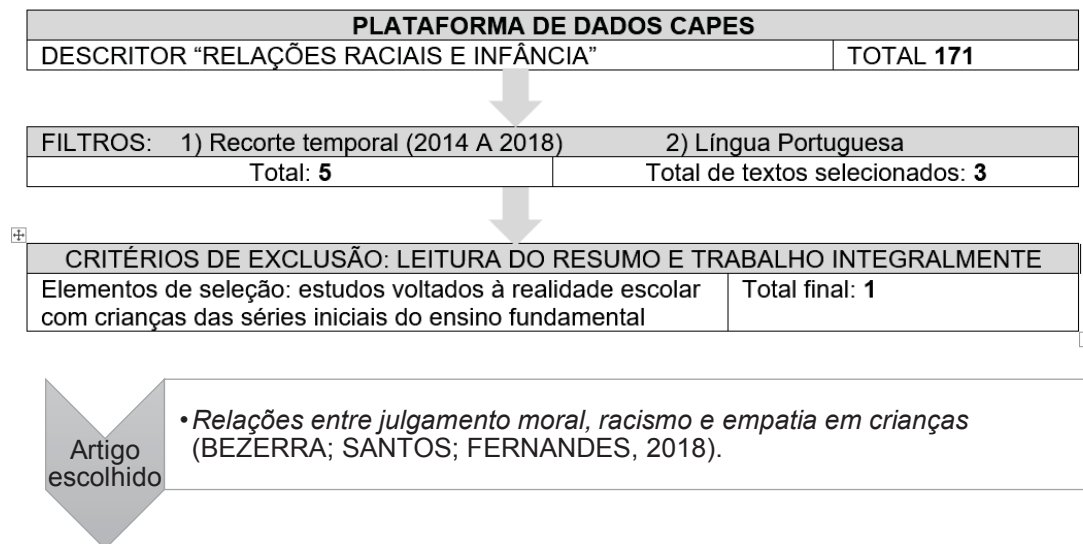 PLATAFORMA DE DADOS CAPES
DESCRITOR “RELAÇÕES RACIAIS E INFÂNCIA” TOTAL 171
FILTROS: 1) Recorte temporal (2014 A 2018) 2) Língua Portuguesa
Total: 5 Total de textos selecionados: 3
CRITÉRIOS DE EXCLUSÃO: LEITURA DO RESUMO E TRABALHO INTEGRALMENTE
Elementos de seleção: estudos voltados à realidade escolar
com crianças das séries iniciais do ensino fundamental
Total final: 1
Artigo
escolhido
• Relações entre julgamento moral, racismo e empatia em crianças
(BEZERRA; SANTOS; FERNANDES, 2018).